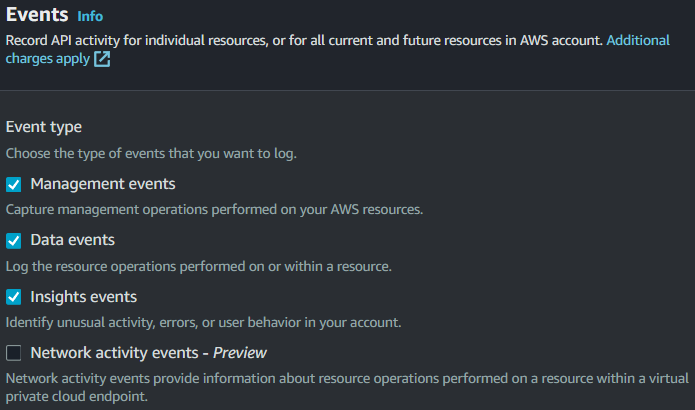 Events Info
Record API activity for individual resources, or for all current and future resources in AWS account. Additional
charges apply
Event type
Choose the type of events that you want to log.
Management events
Capture management operations performed on your AWS resources.
Data events
Log the resource operations performed on or within a resource.
Insights events
Identify unusual activity, errors, or user behavior in your account.
Network activity events - Preview
Network activity events provide information about resource operations performed on a resource within a virtual
private cloud endpoint.